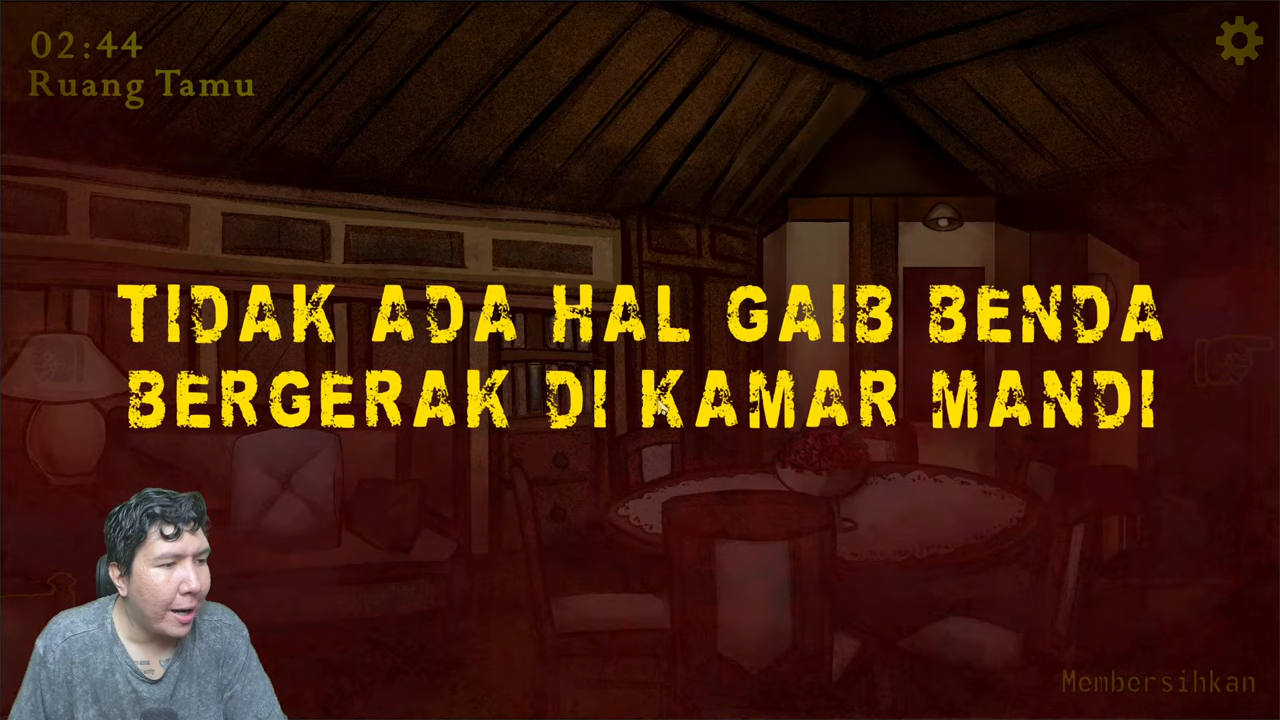 02:44
Ruang Tamu
TIDAK ADA HAL GAIB BENDA
BERGERAK DI KAMAR MANDI
Membersihkan